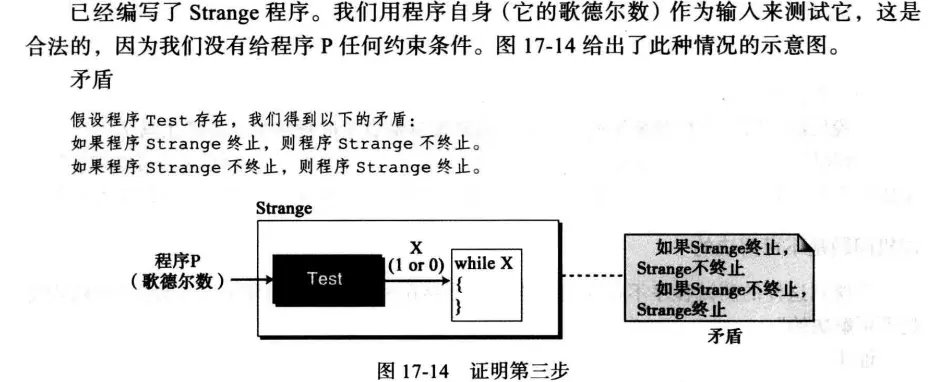 已经编写了 Strange 程序。我们用程序自身（它的歌德尔数）作为输入来测试它，这是
合法的，因为我们没有给程序 P 任何约束条件。图 17-14 给出了此种情况的示意图。
矛盾
假设程序 Test 存在，我们得到以下的矛盾：
如果程序 Strange 终止，则程序 Strange 不终止。
如果程序 Strange 不终止，则程序 Strange 终止。
Strange
程序P
（歌德尔数）
Test
X
(1 or 0)
while X
{
}
如果Strange终止，
Strange不终止
如果Strange不终止，
Strange终止
矛盾
图 17-14 证明第三步